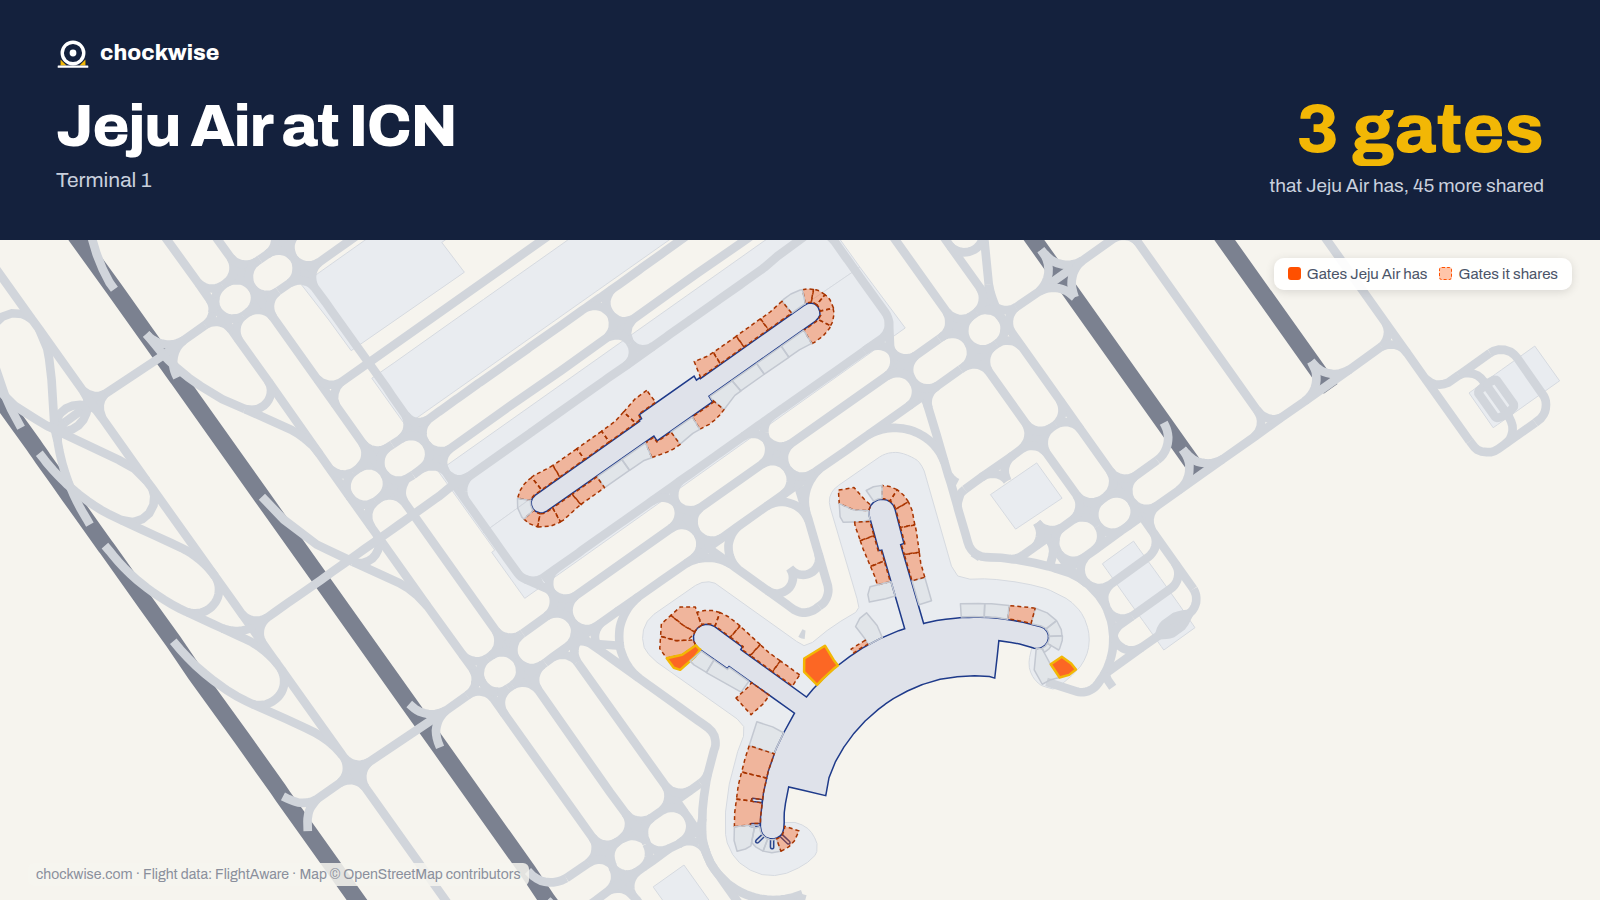 chockwise
Jeju Air at ICN
Terminal 1
3 gates
that Jeju Air has, 45 more shared
Gates Jeju Air has
Gates it shares
chockwise.com · Flight data: FlightAware · Map © OpenStreetMap contributors